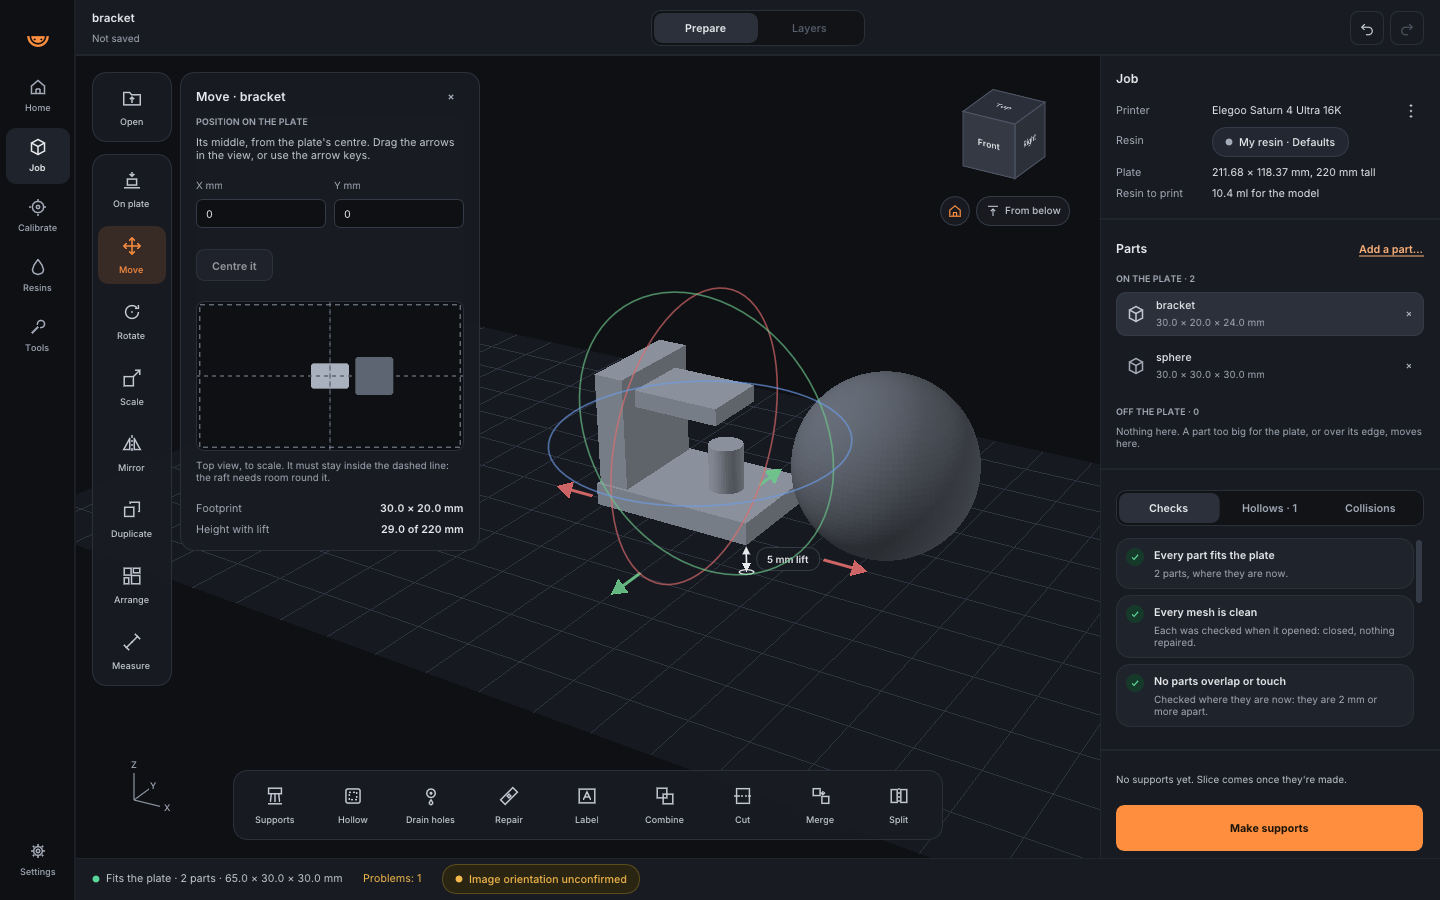 bracket
Not saved
Prepare
Layers
Home
Job
Calibrate
Resins
Tools
Settings
Open
On plate
Move
Rotate
Scale
Mirror
Duplicate
Arrange
Measure
Move · bracket
×
POSITION ON THE PLATE
Its middle, from the plate's centre. Drag the arrows
in the view, or use the arrow keys.
X mm
Y mm
0
0
Centre it
Top view, to scale. It must stay inside the dashed line:
the raft needs room round it.
Footprint
30.0 × 20.0 mm
Height with lift
29.0 of 220 mm
Top
Front
Right
From below
5 mm lift
Z
Y
X
Supports
Hollow
Drain holes
Repair
Label
Combine
Cut
Merge
Split
Job
Printer
Elegoo Saturn 4 Ultra 16K
Resin
My resin · Defaults
Plate
211.68 × 118.37 mm, 220 mm tall
Resin to print
10.4 ml for the model
Parts
Add a part...
ON THE PLATE · 2
bracket
30.0 × 20.0 × 24.0 mm
×
sphere
30.0 × 30.0 × 30.0 mm
×
OFF THE PLATE · 0
Nothing here. A part too big for the plate, or over its edge, moves
here.
Checks
Hollows · 1
Collisions
Every part fits the plate
2 parts, where they are now.
Every mesh is clean
Each was checked when it opened: closed, nothing
repaired.
No parts overlap or touch
Checked where they are now: they are 2 mm or
more apart.
No supports yet. Slice comes once they're made.
Make supports
Fits the plate · 2 parts · 65.0 × 30.0 × 30.0 mm
Problems: 1
Image orientation unconfirmed